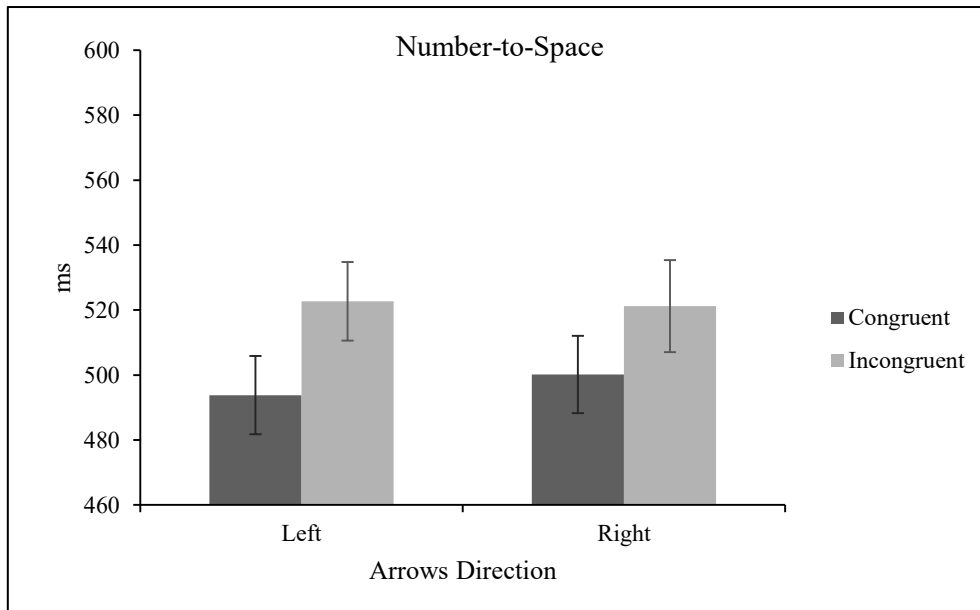 Number-to-Space
600
580
560
540
520
500
480
460
ms
Left
Right
Arrows Direction
Congruent
Incongruent